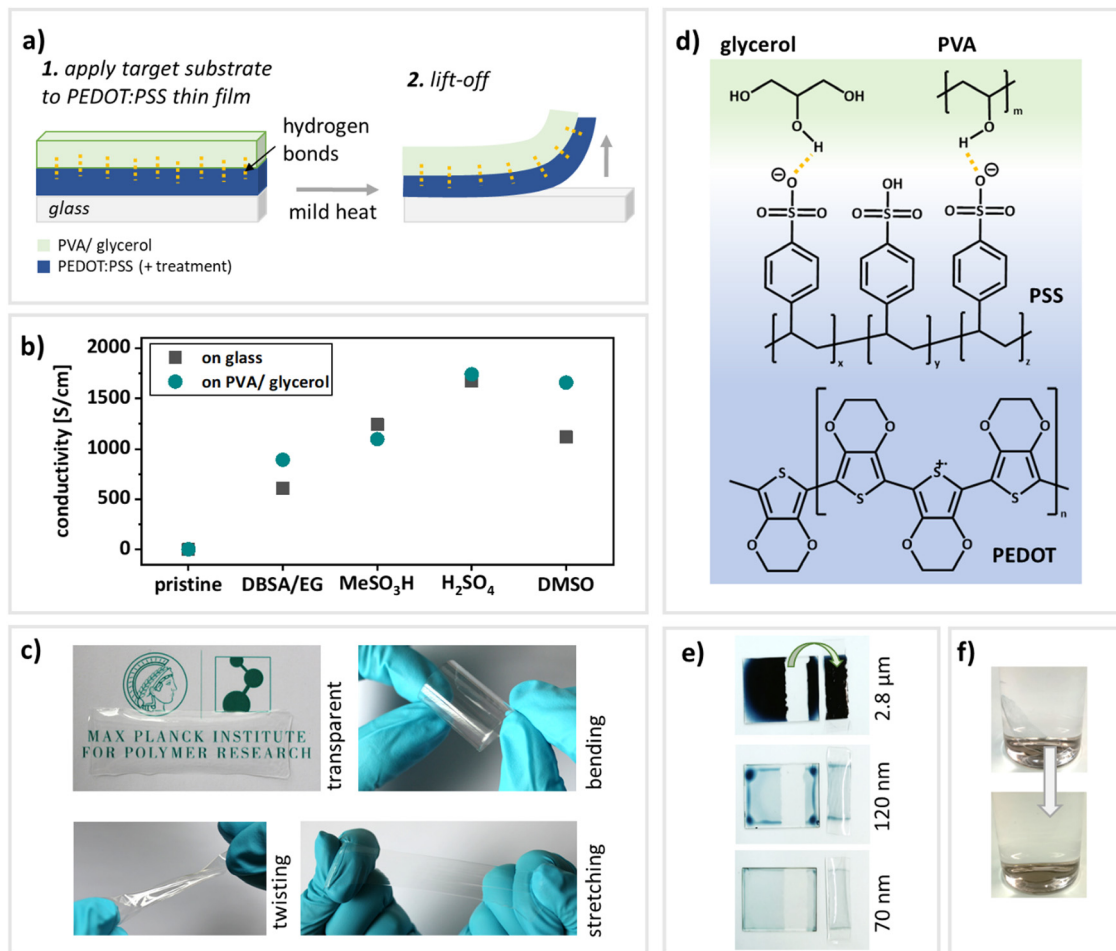 a)
1. apply target substrate
to PEDOT:PSS thin film
2. lift-off
hydrogen
bonds
glass
mild heat
PVA/ glycerol
PEDOT:PSS (+ treatment)
b)
conductivity [S/cm]
2000
1500
1000
500
0
on glass
on PVA/ glycerol
pristine
DBSA/EG
MeSO3H
H2SO4
DMSO
c)
MAX PLANCK INSTITUTE
FOR POLYMER RESEARCH
transparent
bending
twisting
stretching
d)
glycerol
PVA
HO
OH
O
H
m
O
H
⊖
O
OH
⊖
O
O=S=O
O=S=O
O=S=O
PSS
x
y
z
O
O
O
O
S
S+•
S
S
n
O
O
O
O
PEDOT
e)
2.8 µm
120 nm
70 nm
f)